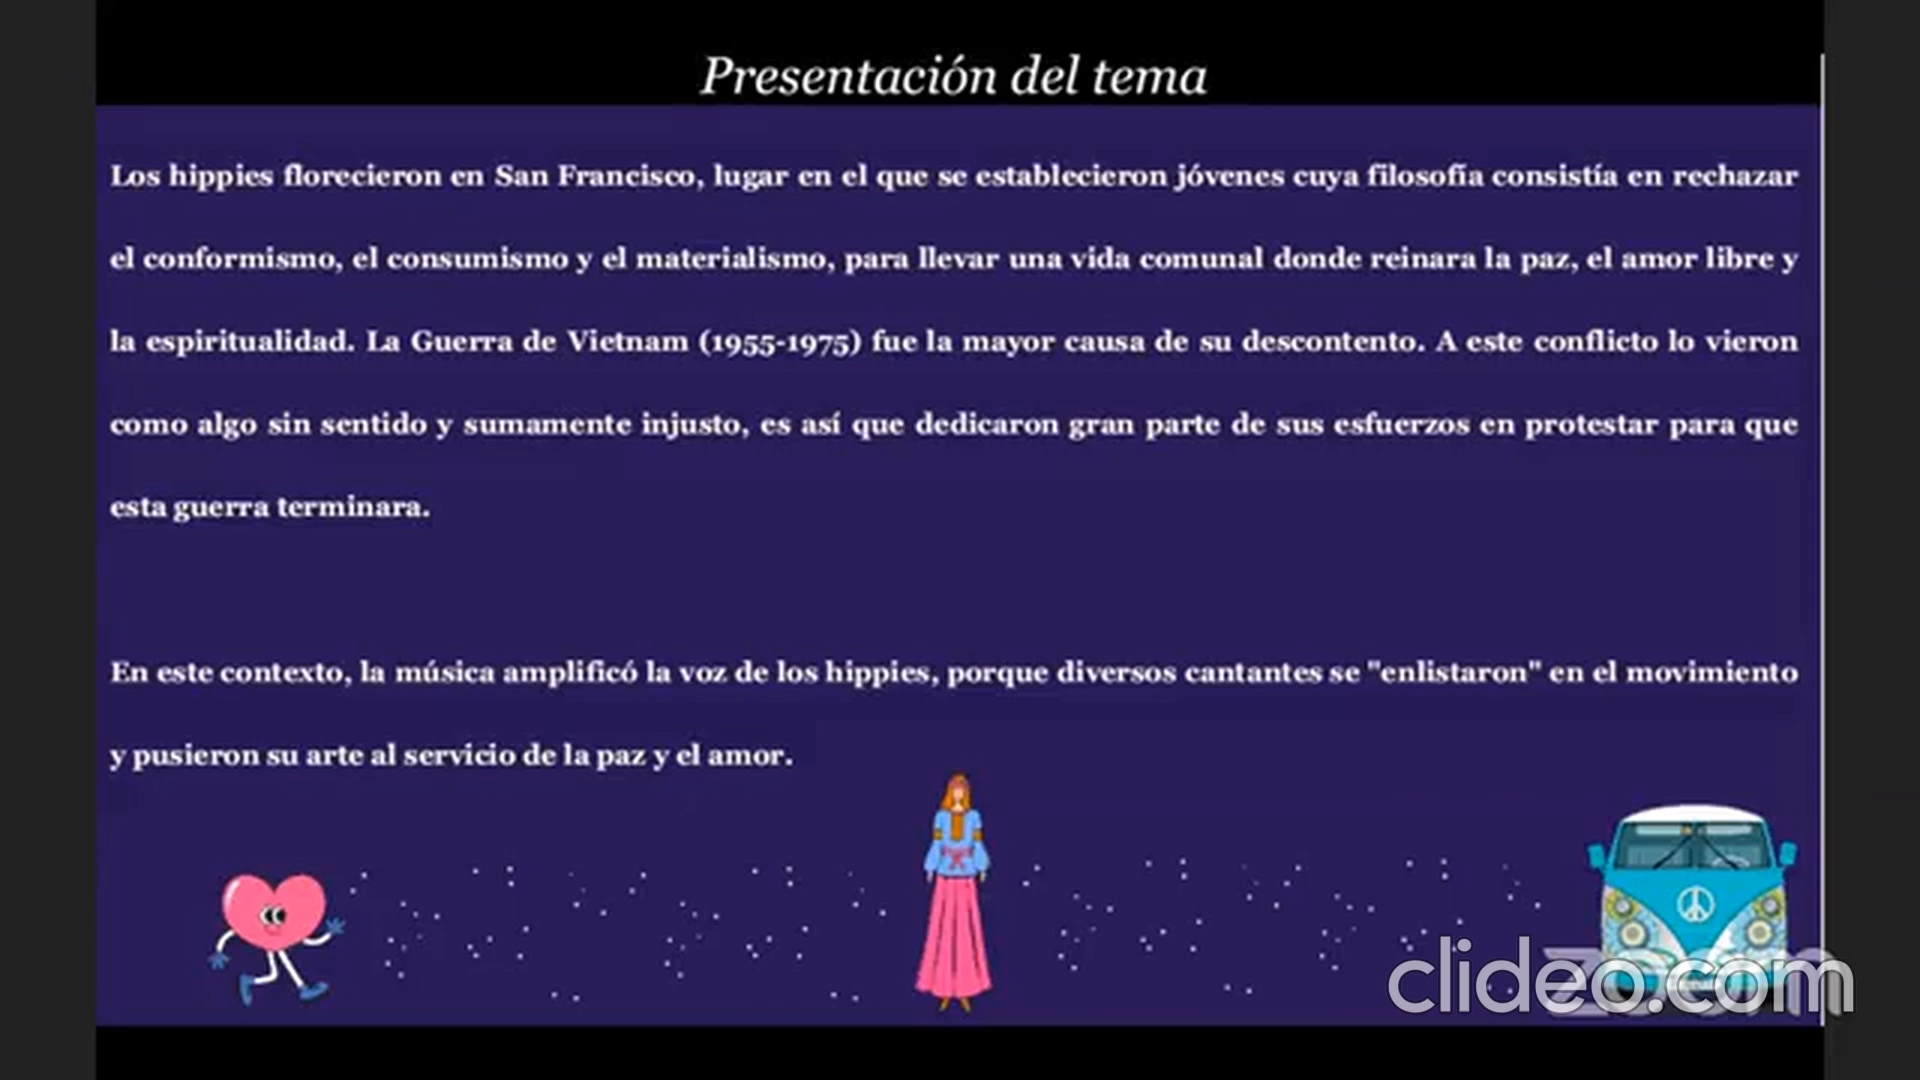 Presentación del tema
Los hippies florecieron en San Francisco, lugar en el que se establecieron jóvenes cuya filosofía consistía en rechazar
el conformismo, el consumismo y el materialismo, para llevar una vida comunal donde reinara la paz, el amor libre y
la espiritualidad. La Guerra de Vietnam (1955-1975) fue la mayor causa de su descontento. A este conflicto lo vieron
como algo sin sentido y sumamente injusto, es así que dedicaron gran parte de sus esfuerzos en protestar para que
esta guerra terminara.
En este contexto, la música amplificó la voz de los hippies, porque diversos cantantes se "enlistaron" en el movimiento
y pusieron su arte al servicio de la paz y el amor.
clideo.com